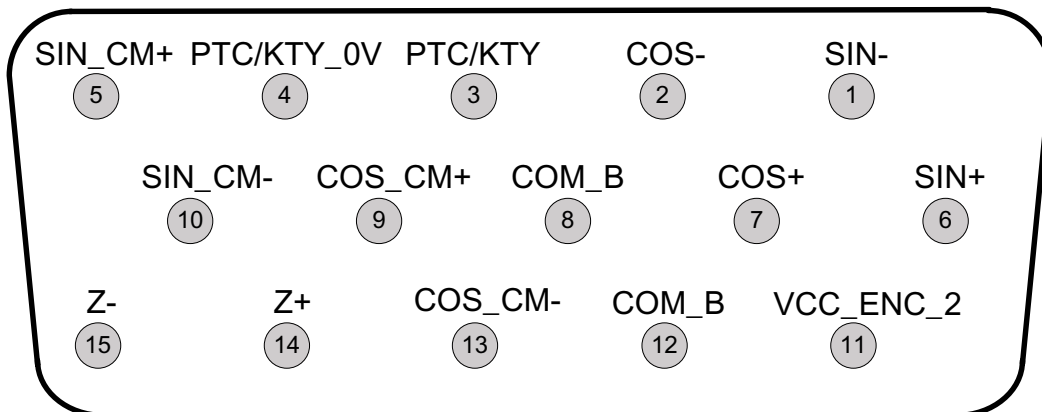 SIN_CM+ PTC/KTY_0V PTC/KTY COS- SIN-
5 4 3 2 1
SIN_CM- COS_CM+ COM_B COS+ SIN+
10 9 8 7 6
Z- Z+ COS_CM- COM_B VCC_ENC_2
15 14 13 12 11